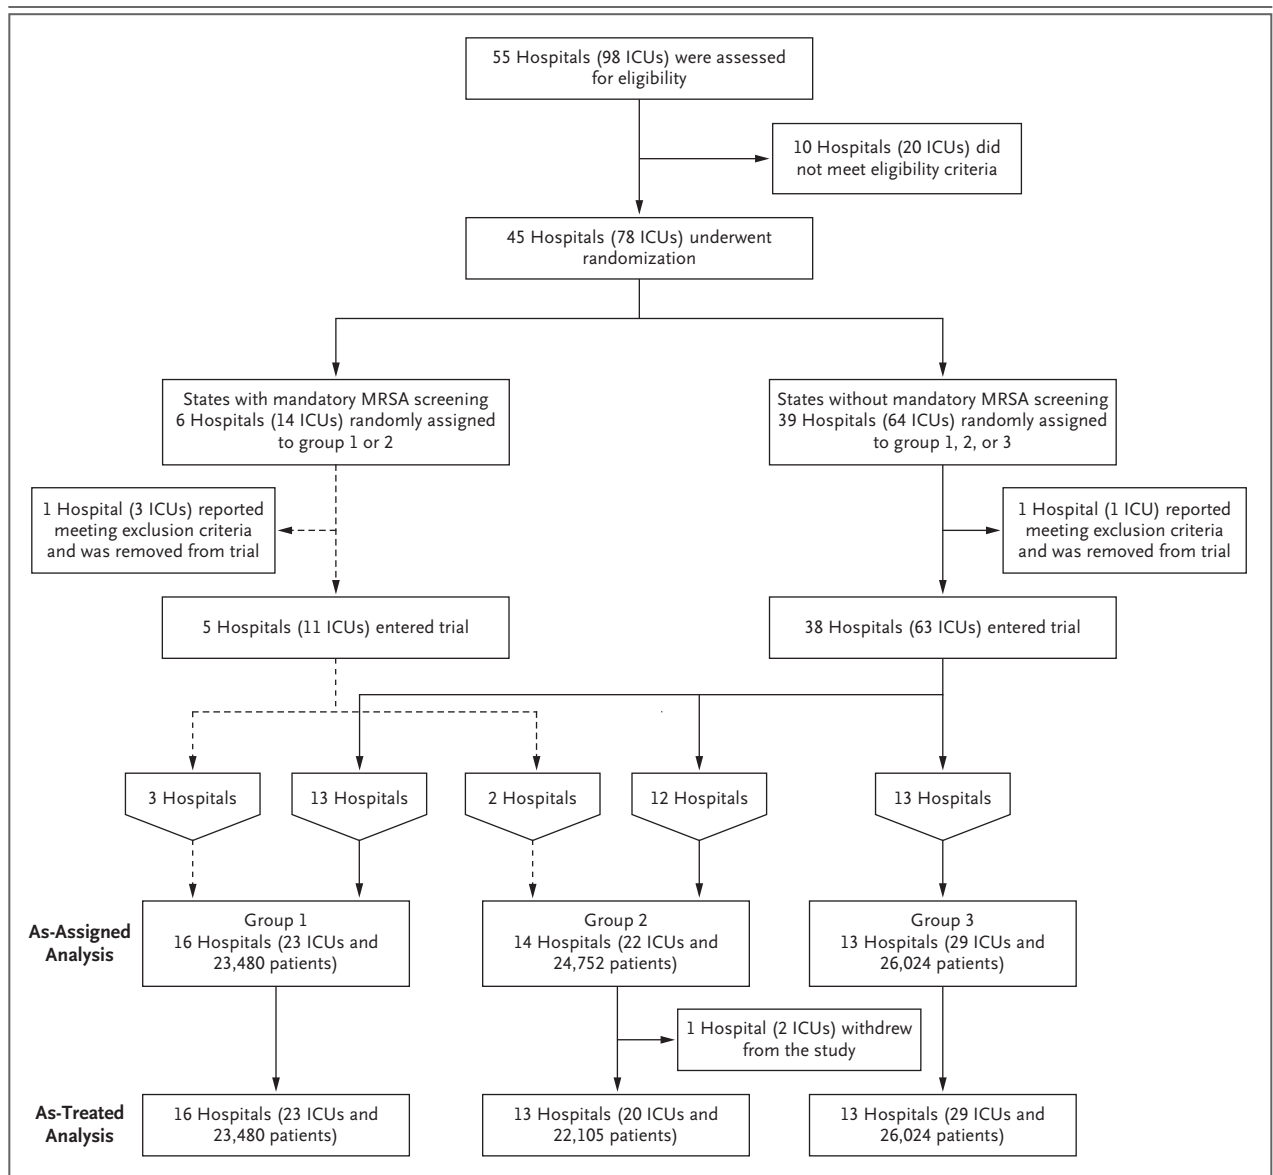 55 Hospitals (98 ICUs) were assessed
for eligibility
10 Hospitals (20 ICUs) did
not meet eligibility criteria
45 Hospitals (78 ICUs) underwent
randomization
States with mandatory MRSA screening
6 Hospitals (14 ICUs) randomly assigned
to group 1 or 2
States without mandatory MRSA screening
39 Hospitals (64 ICUs) randomly assigned
to group 1, 2, or 3
1 Hospital (3 ICUs) reported
meeting exclusion criteria
and was removed from trial
1 Hospital (1 ICU) reported
meeting exclusion criteria
and was removed from trial
5 Hospitals (11 ICUs) entered trial
38 Hospitals (63 ICUs) entered trial
3 Hospitals
13 Hospitals
2 Hospitals
12 Hospitals
13 Hospitals
As-Assigned
Analysis
Group 1
16 Hospitals (23 ICUs and
23,480 patients)
Group 2
14 Hospitals (22 ICUs and
24,752 patients)
Group 3
13 Hospitals (29 ICUs and
26,024 patients)
1 Hospital (2 ICUs) withdrew
from the study
As-Treated
Analysis
16 Hospitals (23 ICUs and
23,480 patients)
13 Hospitals (20 ICUs and
22,105 patients)
13 Hospitals (29 ICUs and
26,024 patients)